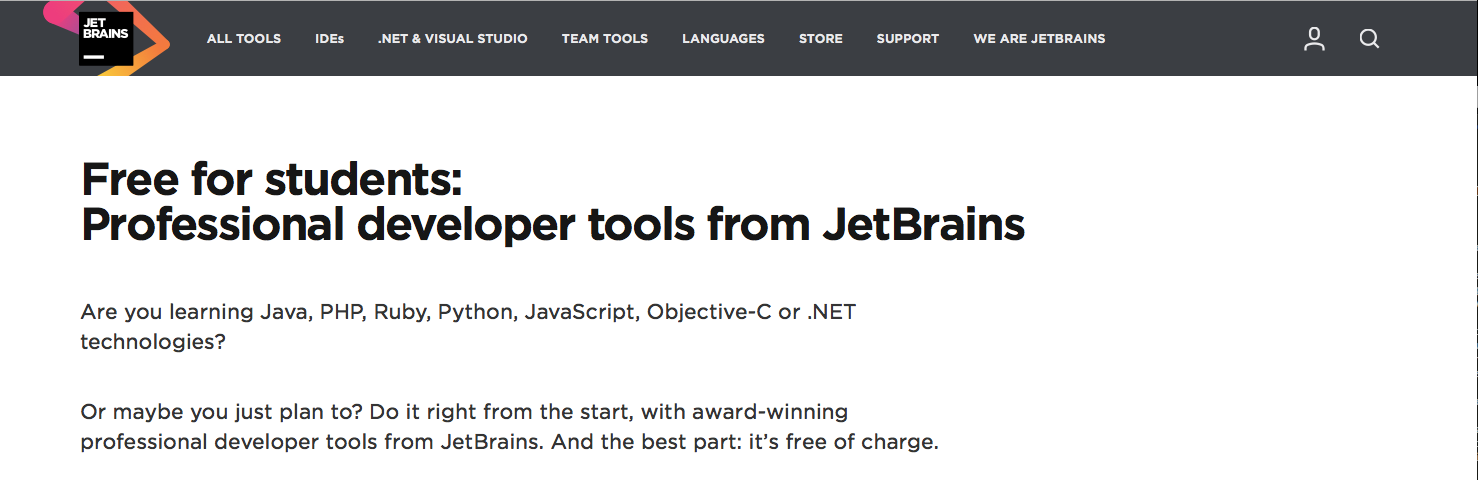 JET
BRAINS
ALL TOOLS IDEs .NET & VISUAL STUDIO TEAM TOOLS LANGUAGES STORE SUPPORT WE ARE JETBRAINS
Free for students:
Professional developer tools from JetBrains
Are you learning Java, PHP, Ruby, Python, JavaScript, Objective-C or .NET
technologies?
Or maybe you just plan to? Do it right from the start, with award-winning
professional developer tools from JetBrains. And the best part: it’s free of charge.